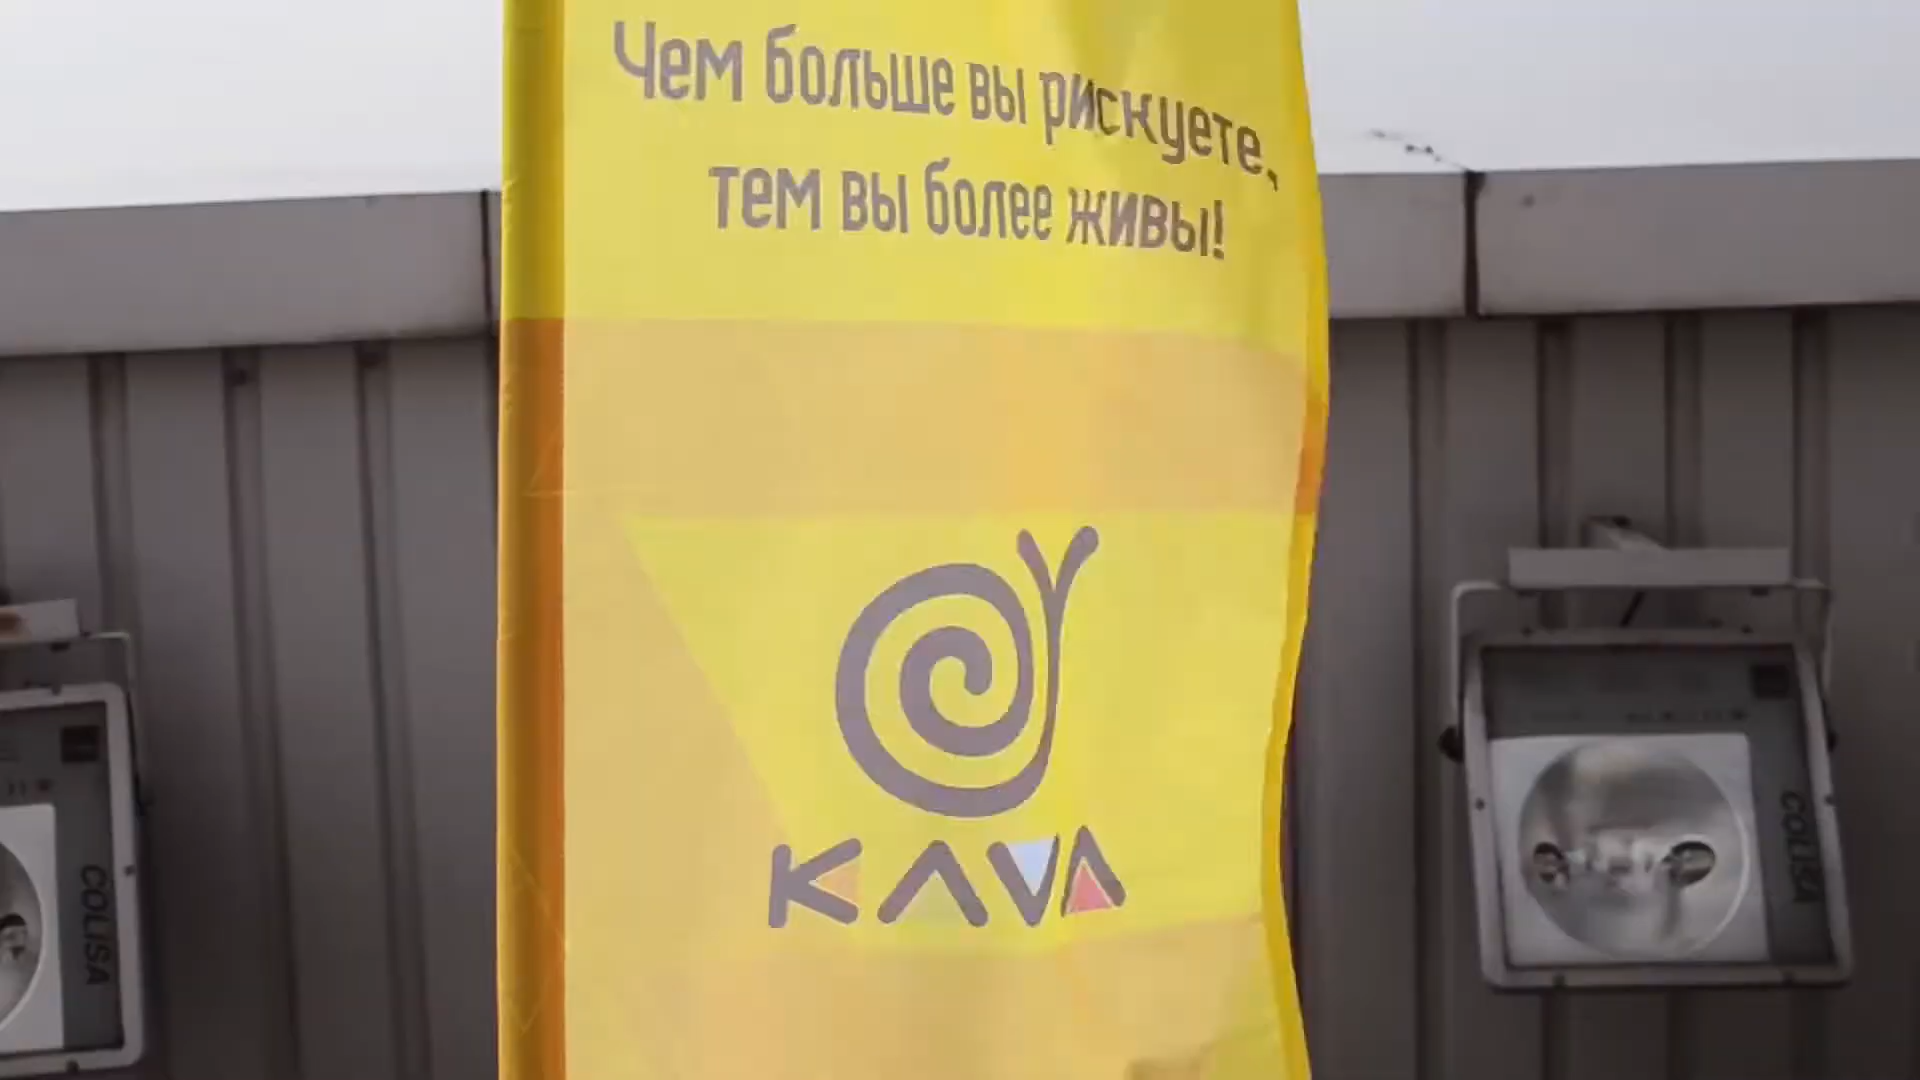 Чем больше вы рискуете,
тем вы более живы!
KAVA
COLISA
COLISA